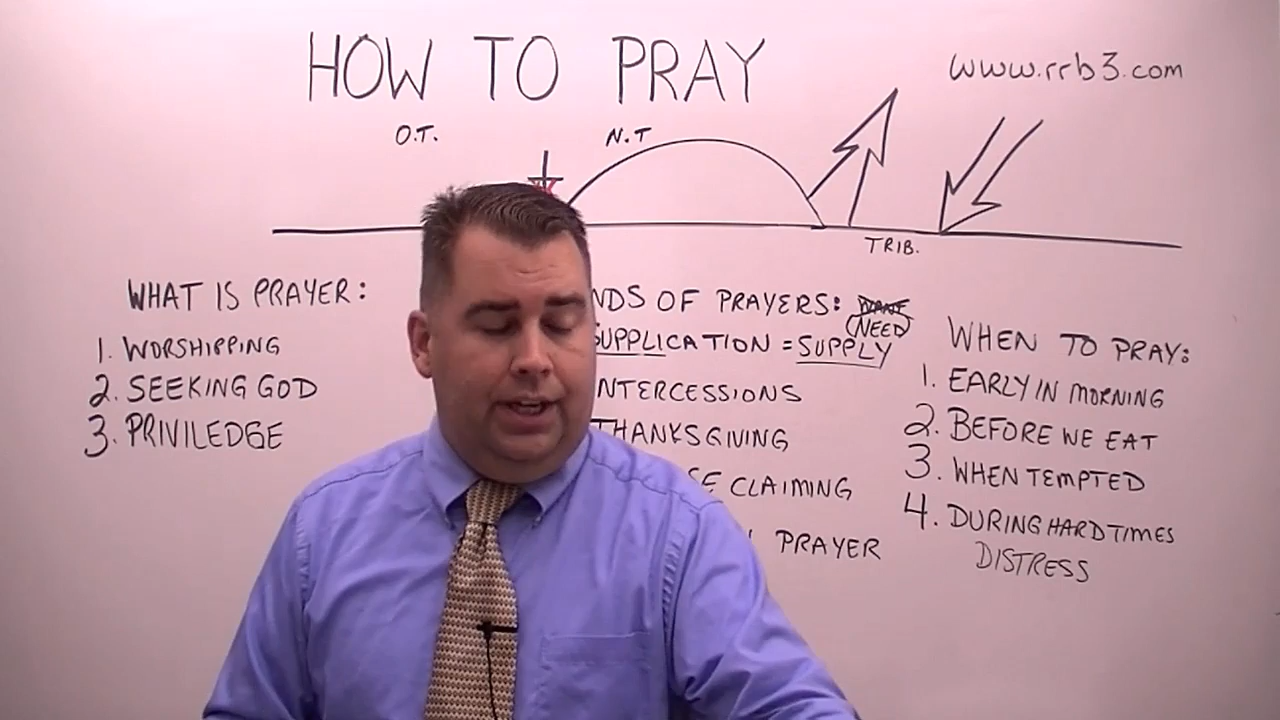 HOW TO PRAY
www.rrb3.com
O.T.
N.T
TRIB.
WHAT IS PRAYER:
1. WORSHIPPING
2. SEEKING GOD
3. PRIVILEDGE
NDS OF PRAYERS: WANT
NEED
SUPPLICATION = SUPPLY
NTERCESSIONS
THANKSGIVING
SE CLAIMING
PRAYER
WHEN TO PRAY:
1. EARLY IN MORNING
2. BEFORE WE EAT
3. WHEN TEMPTED
4. DURING HARD TIMES
DISTRESS